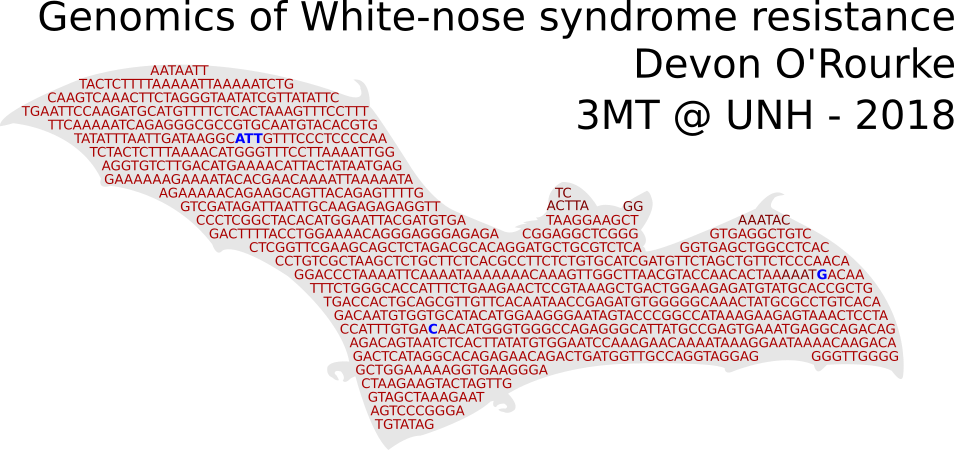 Genomics of White-nose syndrome resistance
Devon O'Rourke
3MT @ UNH - 2018
AATAATT
TACTCTTTTAAAAATTAAAAATCTG
CAAGTCAAACTTCTAGGGTAATATCGTTATATTC
TGAATTCCAAGATGCATGTTTTCTCACTAAAGTTTCCTTT
TTCAAAAATCAGAGGGCGCCGTGCAATGTACACGTG
TATATTTAATTGATAAGGCATTGTTTCCCTCCCCAA
TCTACTCTTTAAAACATGGGTTTCCTTAAAATTGG
AGGTGTCTTGACATGAAAACATTACTATAATGAG
GAAAAAAGAAAATACACGAACAAAATTAAAAATA
AGAAAAACAGAAGCAGTTACAGAGTTTTG
TC
GTCGATAGATTAATTGCAAGAGAGAGGTT ACTTA GG
CCCTCGGCTACACATGGAATTACGATGTGA TAAGGAAGCT AAATAC
GACTTTTACCTGGAAAACAGGGAGGGAGAGA CGGAGGCTCGGG GTGAGGCTGTC
CTCGGTTCGAAGCAGCTCTAGACGCACAGGATGCTGCGTCTCA GGTGAGCTGGCCTCAC
CCTGTCGCTAAGCTCTGCTTCTCACGCCTTCTCTGTGCATCGATGTTCTAGCTGTTCTCCCAACA
GGACCCTAAAATTCAAAATAAAAAAACAAAGTTGGCTTAACGTACCAACACTAAAAATGACAA
TTTCTGGGCACCATTTCTGAAGAACTCCGTAAAGCTGACTGGAAGAGATGTATGCACCGCTG
TGACCACTGCAGCGTTGTTCACAATAACCGAGATGTGGGGGCAAACTATGCGCCTGTCACA
GACAATGTGGTGCATACATGGAAGGGAATAGTACCCGGCCATAAAGAAGAGTAAACTCCTA
CCATTTGTGACAACATGGGTGGGCCAGAGGGCATTATGCCGAGTGAAATGAGGCAGACAG
AGACAGTAATCTCACTTATATGTGGAATCCAAAGAACAAAATAAAGGAATAAAACAAGACA
GACTCATAGGCACAGAGAACAGACTGATGGTTGCCAGGTAGGAG GGGTTGGGG
GCTGGAAAAAGGTGAAGGGA
CTAAGAAGTACTAGTTG
GTAGCTAAAGAAT
AGTCCCGGGA
TGTATAG